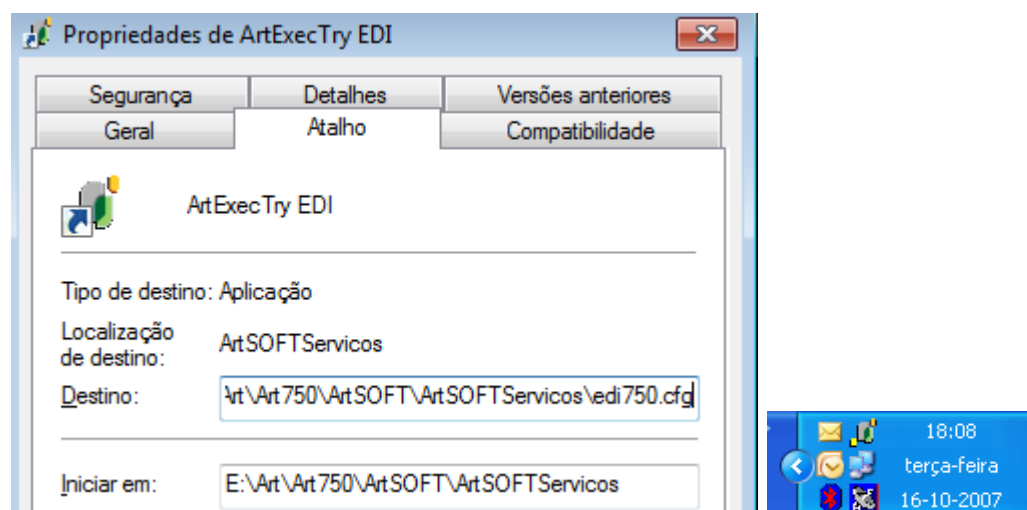 Propriedades de ArtExecTry EDI
Segurança Detalhes Versões anteriores
Geral Atalho Compatibilidade
ArtExecTry EDI
Tipo de destino: Aplicação
Localização de destino: ArtSOFTServicos
Destino: \Art750\ArtSOFT\ArtSOFTServicos\edi750.cfg
Iniciar em: E:\Art\Art750\ArtSOFT\ArtSOFTServicos
18:08
terça-feira
16-10-2007